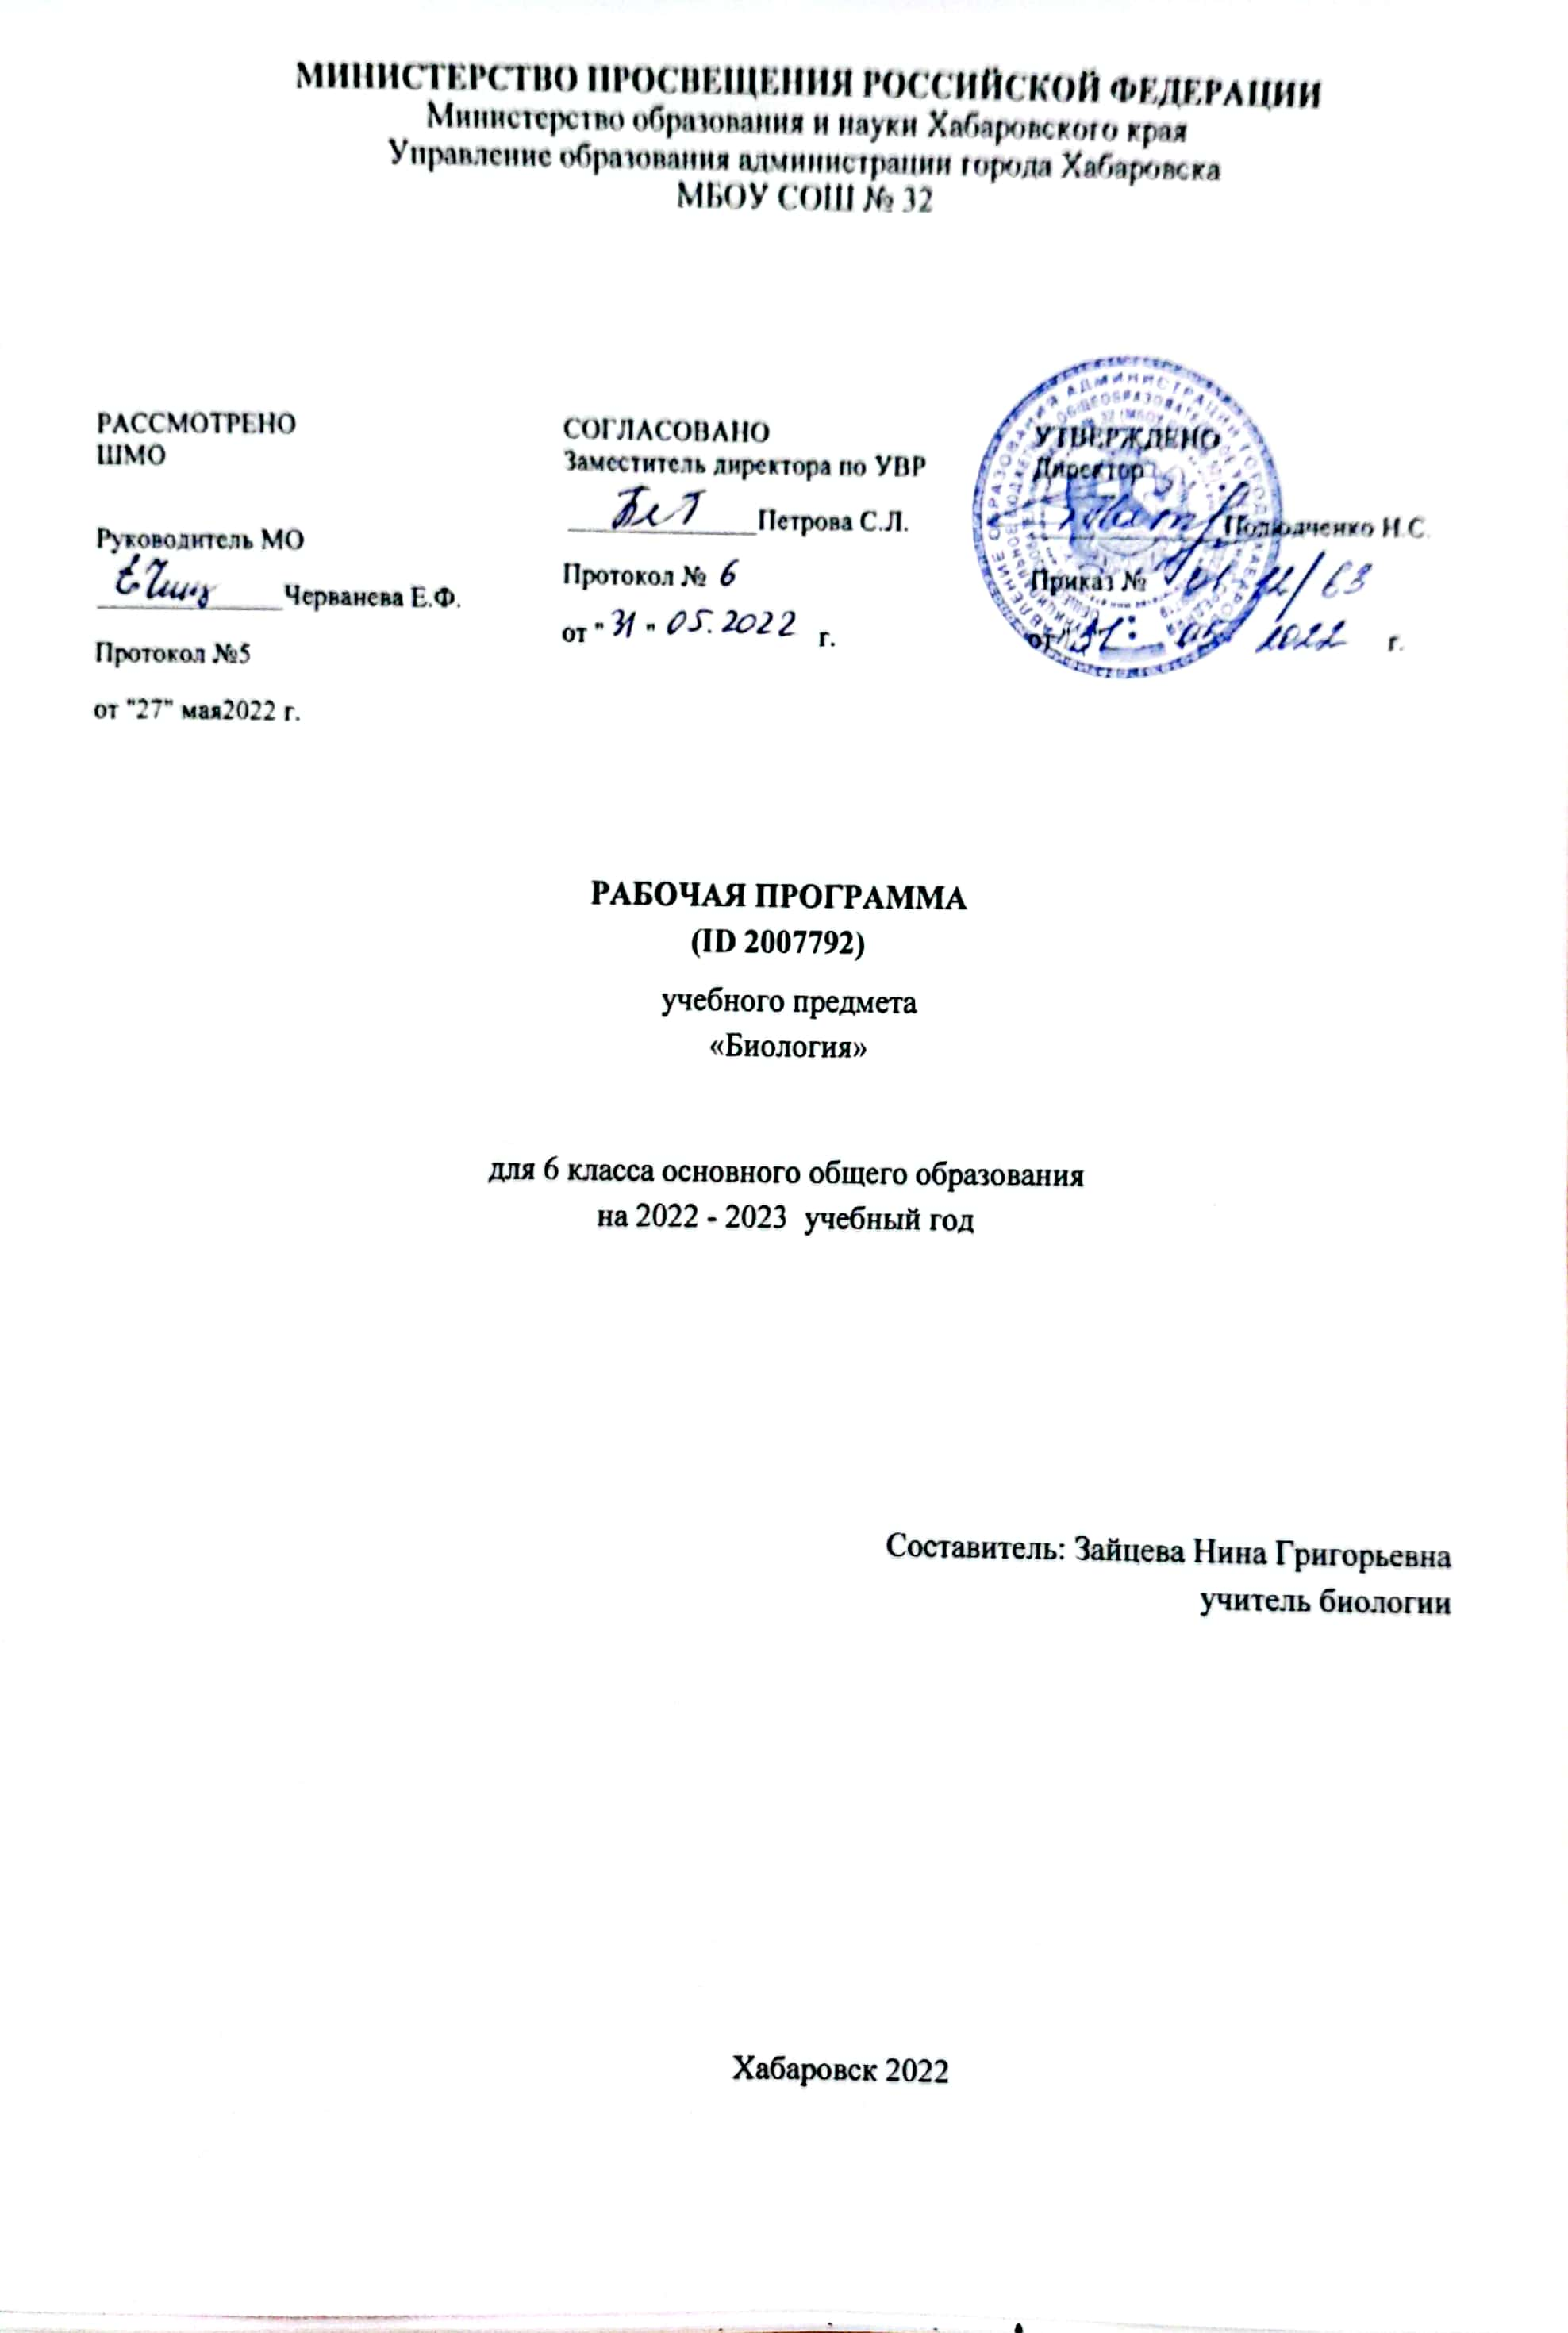 МИНИСТЕРСТВО ПРОСВЕЩЕНИЯ РОССИЙСКОЙ ФЕДЕРАЦИИ
Министерство образования и науки Хабаровского края
Управление образования администрации города Хабаровска
МБОУ СОШ № 32
РАССМОТРЕНО
ШМО
Руководитель МО
Черванева Е.Ф.
Протокол №5
от "27" мая2022 г.
СОГЛАСОВАНО
Заместитель директора по УВР
Петрова С.Л.
Протокол № 6
от "31" 05.2022 г.
УТВЕРЖДЕНО
Директор
Н.С.
Приказ №
от "31" 05 2022 г.
РАБОЧАЯ ПРОГРАММА
(ID 2007792)
учебного предмета
«Биология»
для 6 класса основного общего образования
на 2022 - 2023 учебный год
Составитель: Зайцева Нина Григорьевна
учитель биологии
Хабаровск 2022